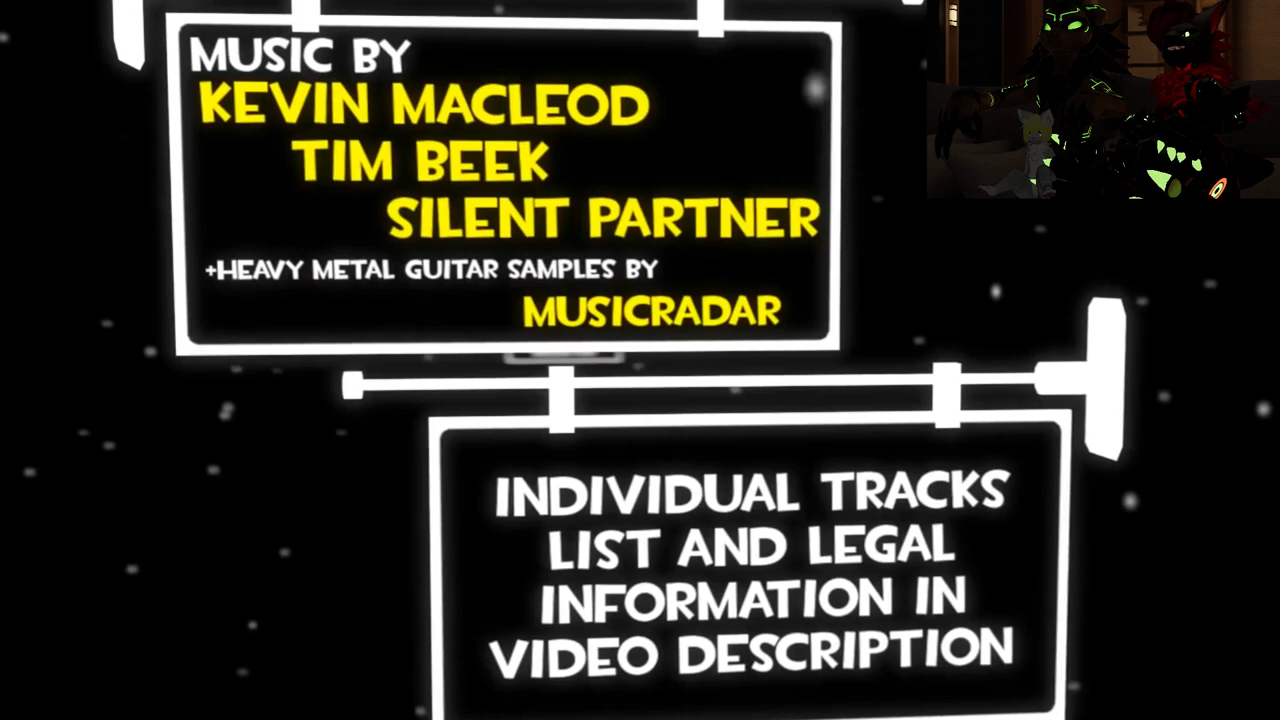 MUSIC BY
KEVIN MACLEOD
TIM BEEK
SILENT PARTNER
+HEAVY METAL GUITAR SAMPLES BY
MUSICRADAR
INDIVIDUAL TRACKS
LIST AND LEGAL
INFORMATION IN
VIDEO DESCRIPTION